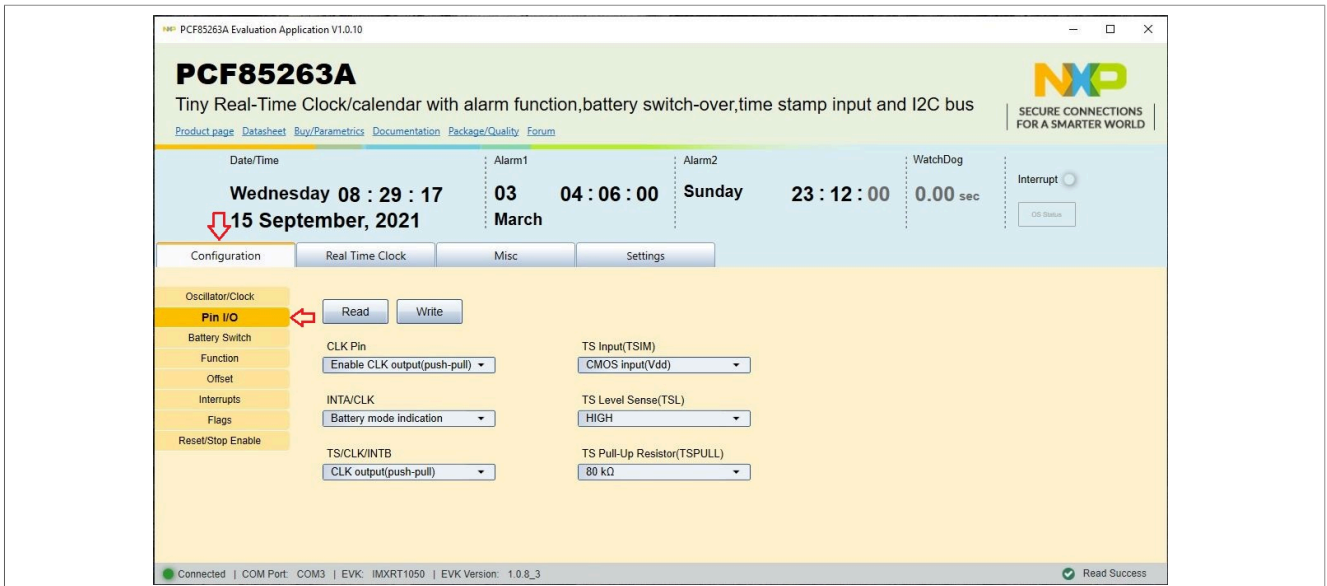 PCF85263A Evaluation Application V1.0.10
PCF85263A
Tiny Real-Time Clock/calendar with alarm function,battery switch-over,time stamp input and I2C bus
Product page Datasheet Buy/Parametrics Documentation Package/Quality Forum
NXP
SECURE CONNECTIONS
FOR A SMARTER WORLD
Date/Time
Wednesday 08 : 29 : 17
15 September, 2021
Alarm1
03 04 : 06 : 00
March
Alarm2
Sunday 23 : 12 : 00
WatchDog
0.00 sec
Interrupt
OS Status
Configuration Real Time Clock Misc Settings
Oscillator/Clock
Pin I/O
Battery Switch
Function
Offset
Interrupts
Flags
Reset/Stop Enable
Read Write
CLK Pin
Enable CLK output(push-pull)
INTA/CLK
Battery mode indication
TS/CLK/INTB
CLK output(push-pull)
TS Input(TSIM)
CMOS input(Vdd)
TS Level Sense(TSL)
HIGH
TS Pull-Up Resistor(TSPULL)
80 kΩ
Connected | COM Port: COM3 | EVK: IMXRT1050 | EVK Version: 1.0.8_3
Read Success